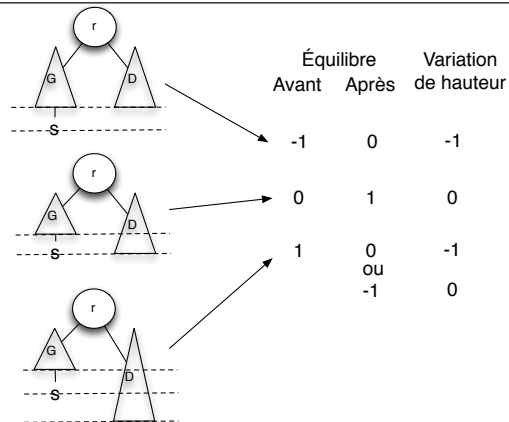 r
G D
S
r
G D
S
r
G
D
S
Équilibre Variation
Avant Après de hauteur
-1 0 -1
0 1 0
1 0 -1
ou
-1 0